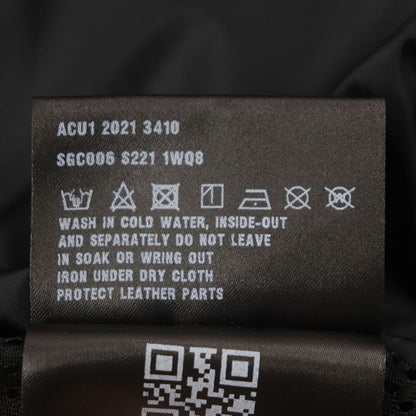 ACU1 2021 3410
SGC006 S221 1WQ8
WASH IN COLD WATER, INSIDE-OUT
AND SEPARATELY DO NOT LEAVE
IN SOAK OR WRING OUT
IRON UNDER DRY CLOTH
PROTECT LEATHER PARTS